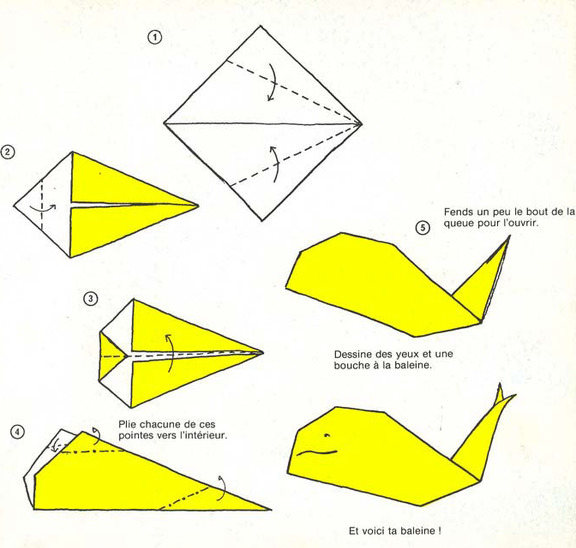 1
2
Fends un peu le bout de la
queue pour l'ouvrir.
5
3
Dessine des yeux et une
bouche à la baleine.
Plie chacune de ces
pointes vers l'intérieur.
4
Et voici ta baleine !